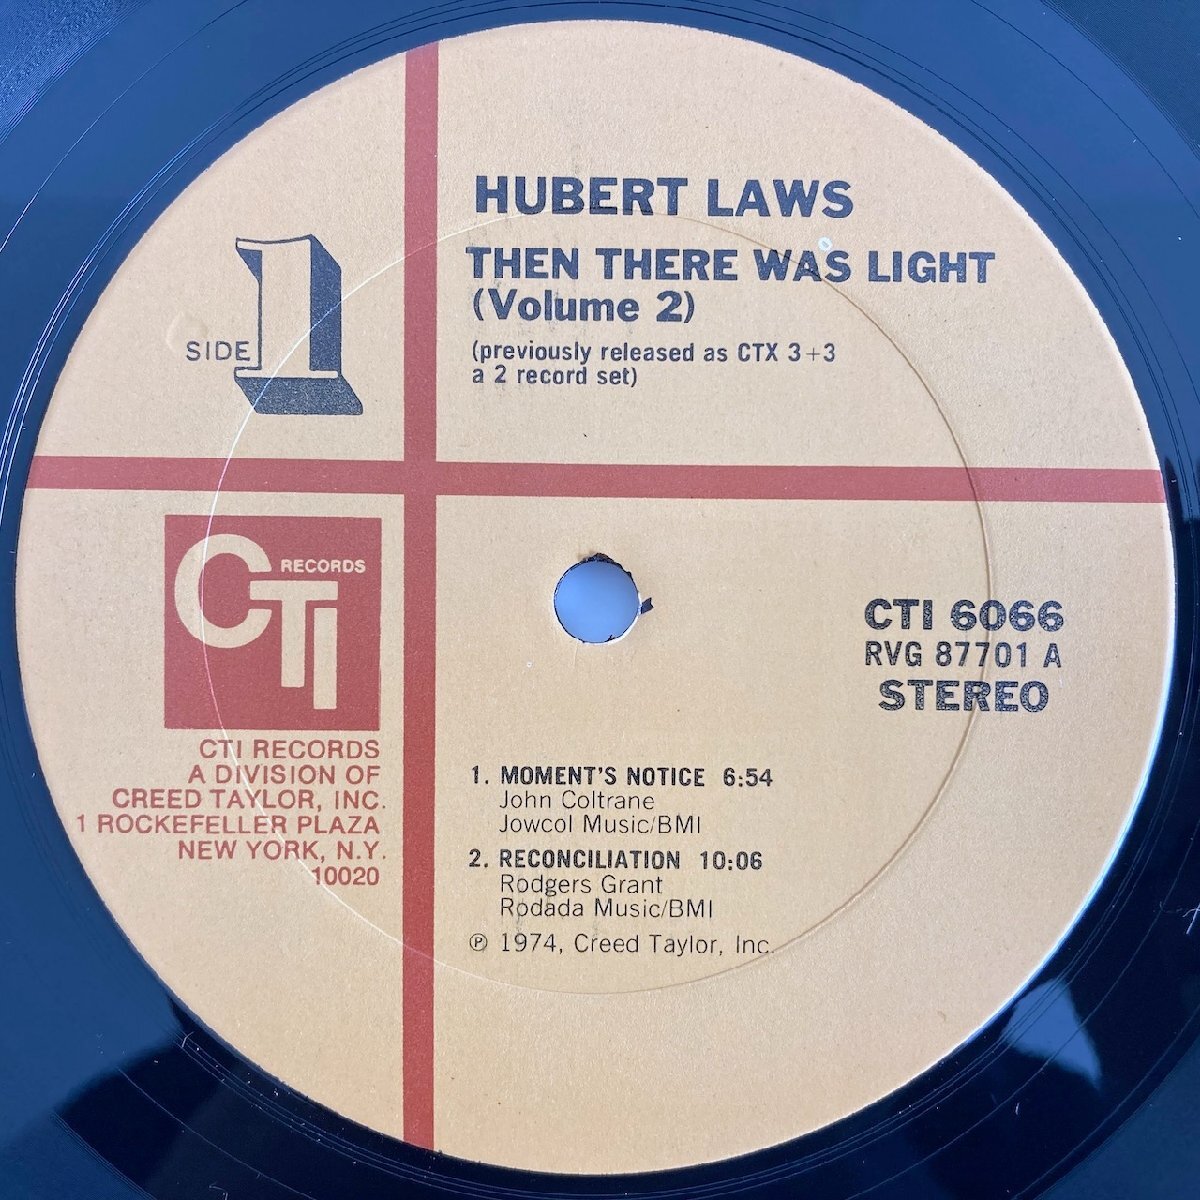 HUBERT LAWS
THEN THERE WAS LIGHT
(Volume 2)
(previously released as CTX 3+3
a 2 record set)
SIDE 1
CTI RECORDS
CTI RECORDS
A DIVISION OF
CREED TAYLOR, INC.
1 ROCKEFELLER PLAZA
NEW YORK, N.Y.
10020
CTI 6066
RVG 87701 A
STEREO
1. MOMENT'S NOTICE 6:54
John Coltrane
Jowcol Music/BMI
2. RECONCILIATION 10:06
Rodgers Grant
Rodada Music/BMI
℗ 1974, Creed Taylor, Inc.